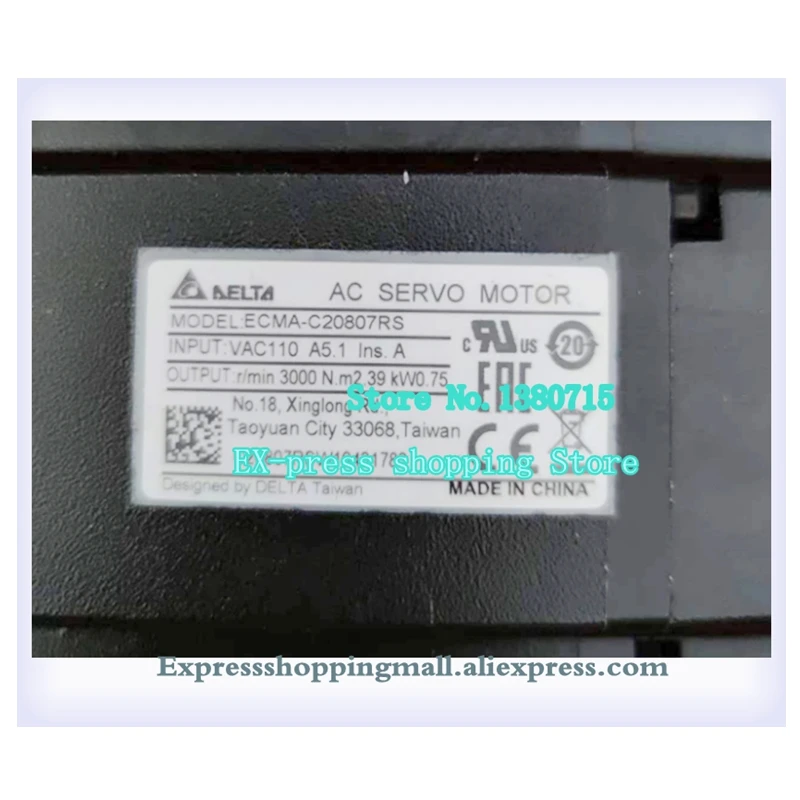 DELTA AC SERVO MOTOR
MODEL:ECMA-C20807RS
INPUT:VAC110 A5.1 Ins. A
c US 20
OUTPUT:r/min 3000 N.m2.39 kW0.75
EAC
Store No.1380715
No.18, Xinglong
Taoyuan City 33068,Taiwan
CE
EX-press shopping Store
Designed by DELTA Taiwan
MADE IN CHINA
Expressshoppingmall.aliexpress.com